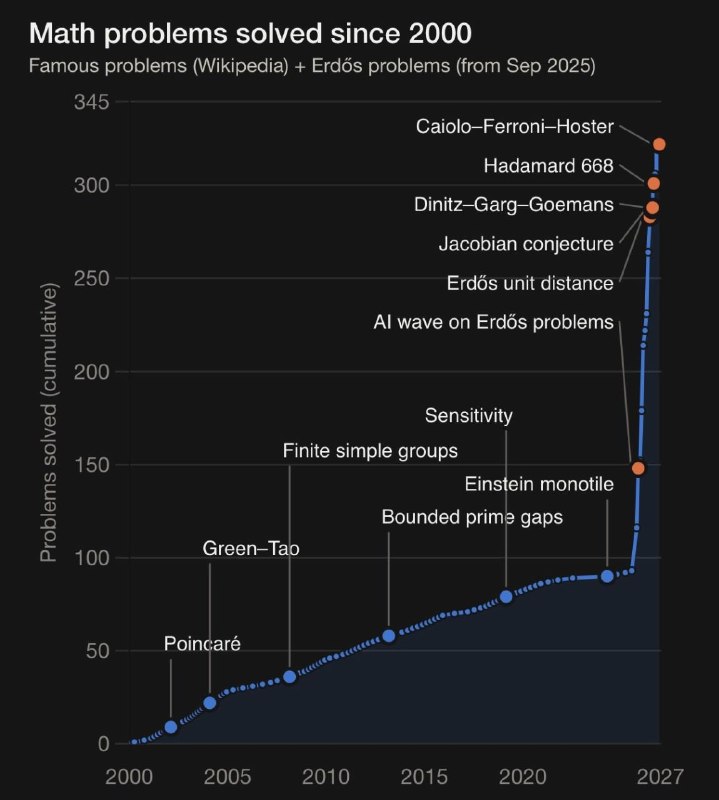 Math problems solved since 2000
Famous problems (Wikipedia) + Erdős problems (from Sep 2025)
345
Caiolo–Ferroni–Hoster
Hadamard 668
300
Dinitz–Garg–Goemans
Jacobian conjecture
250
Erdős unit distance
AI wave on Erdős problems
200
Sensitivity
Finite simple groups
150
Einstein monotile
Bounded prime gaps
100
Green–Tao
50
Poincaré
0
Problems solved (cumulative)
2000 2005 2010 2015 2020 2027